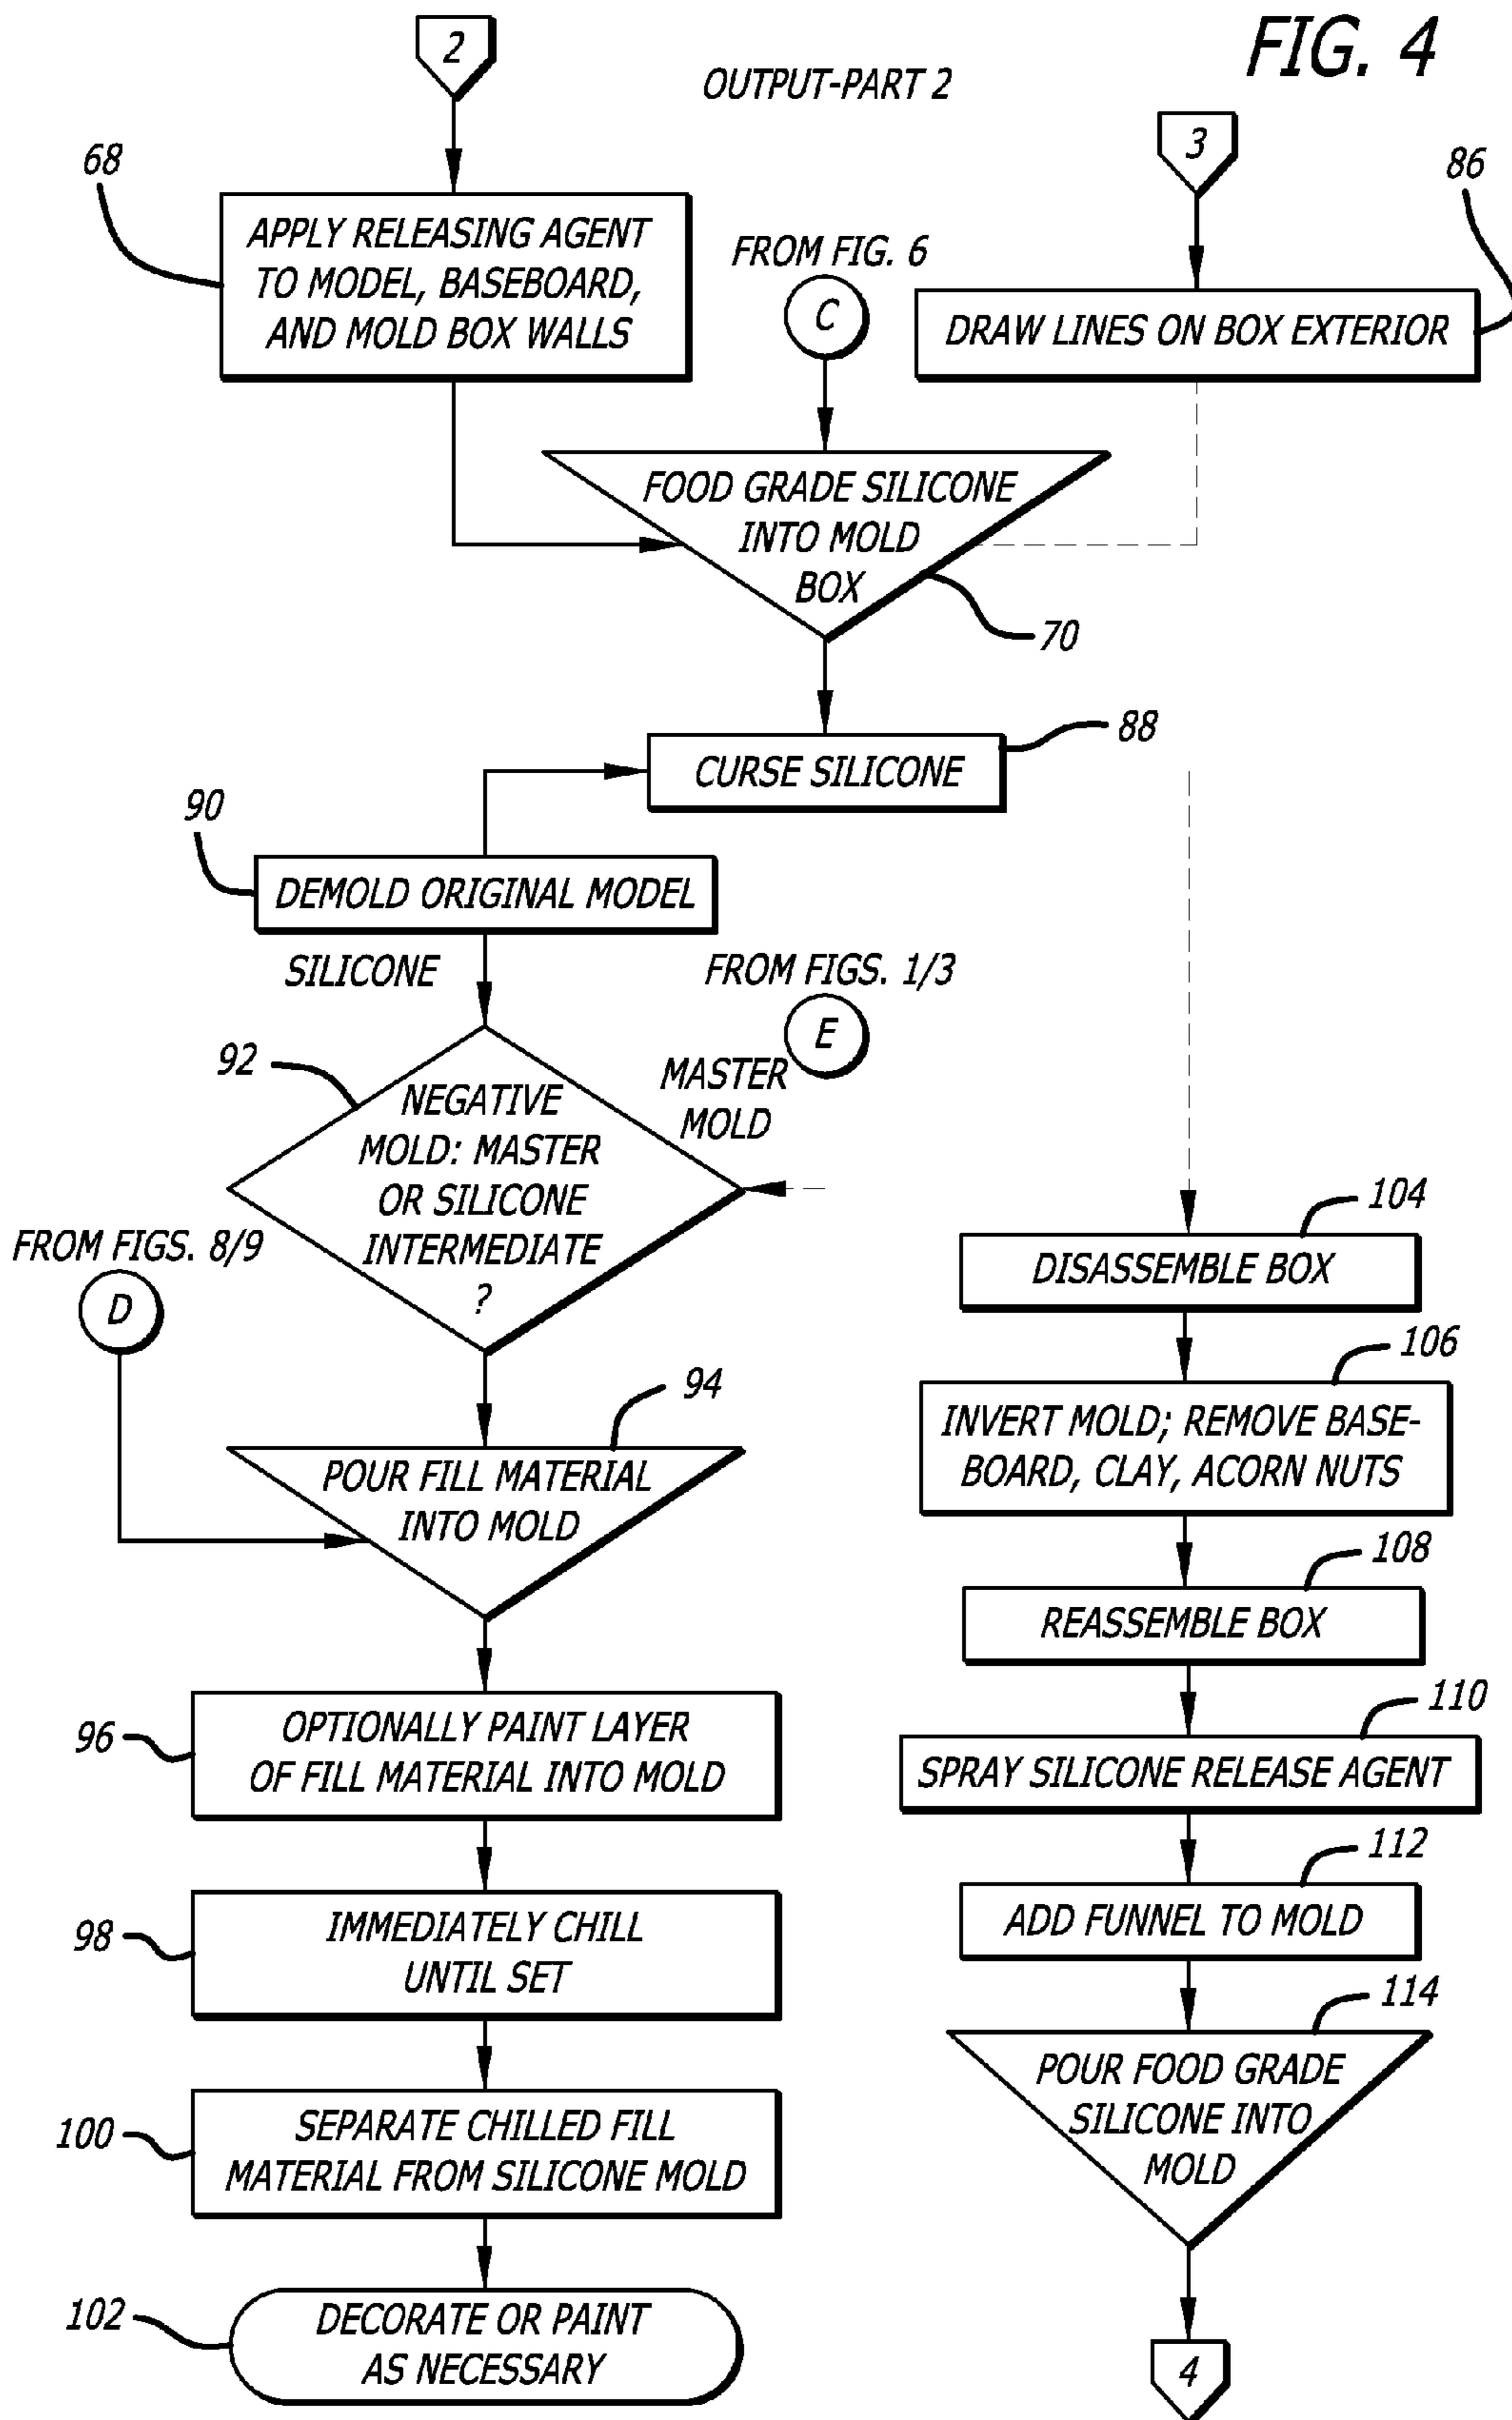 FIG. 4
2
OUTPUT-PART 2
3
68
86
APPLY RELEASING AGENT
TO MODEL, BASEBOARD,
AND MOLD BOX WALLS
FROM FIG. 6
C
DRAW LINES ON BOX EXTERIOR
FOOD GRADE SILICONE
INTO MOLD
BOX
70
88
CURSE SILICONE
90
DEMOLD ORIGINAL MODEL
SILICONE
FROM FIGS. 1/3
E
92
MASTER
MOLD
NEGATIVE
MOLD: MASTER
OR SILICONE
INTERMEDIATE
?
FROM FIGS. 8/9
D
94
POUR FILL MATERIAL
INTO MOLD
96
OPTIONALLY PAINT LAYER
OF FILL MATERIAL INTO MOLD
98
IMMEDIATELY CHILL
UNTIL SET
100
SEPARATE CHILLED FILL
MATERIAL FROM SILICONE MOLD
102
DECORATE OR PAINT
AS NECESSARY
104
DISASSEMBLE BOX
106
INVERT MOLD; REMOVE BASE-
BOARD, CLAY, ACORN NUTS
108
REASSEMBLE BOX
110
SPRAY SILICONE RELEASE AGENT
112
ADD FUNNEL TO MOLD
114
POUR FOOD GRADE
SILICONE INTO
MOLD
4